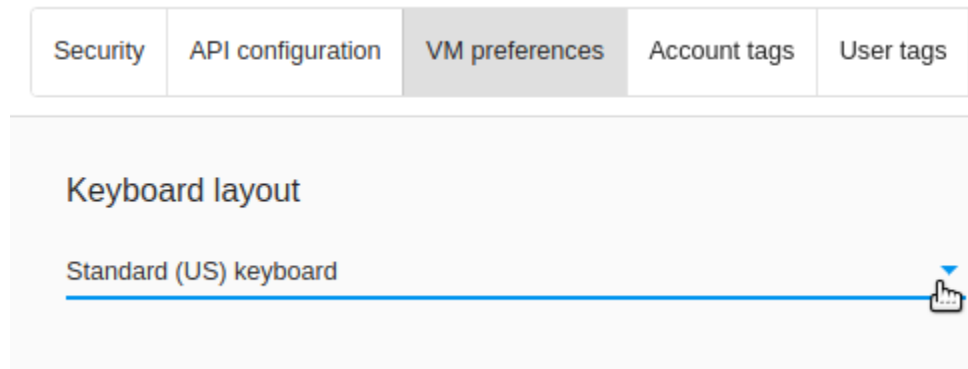 Security API configuration VM preferences Account tags User tags
Keyboard layout
Standard (US) keyboard